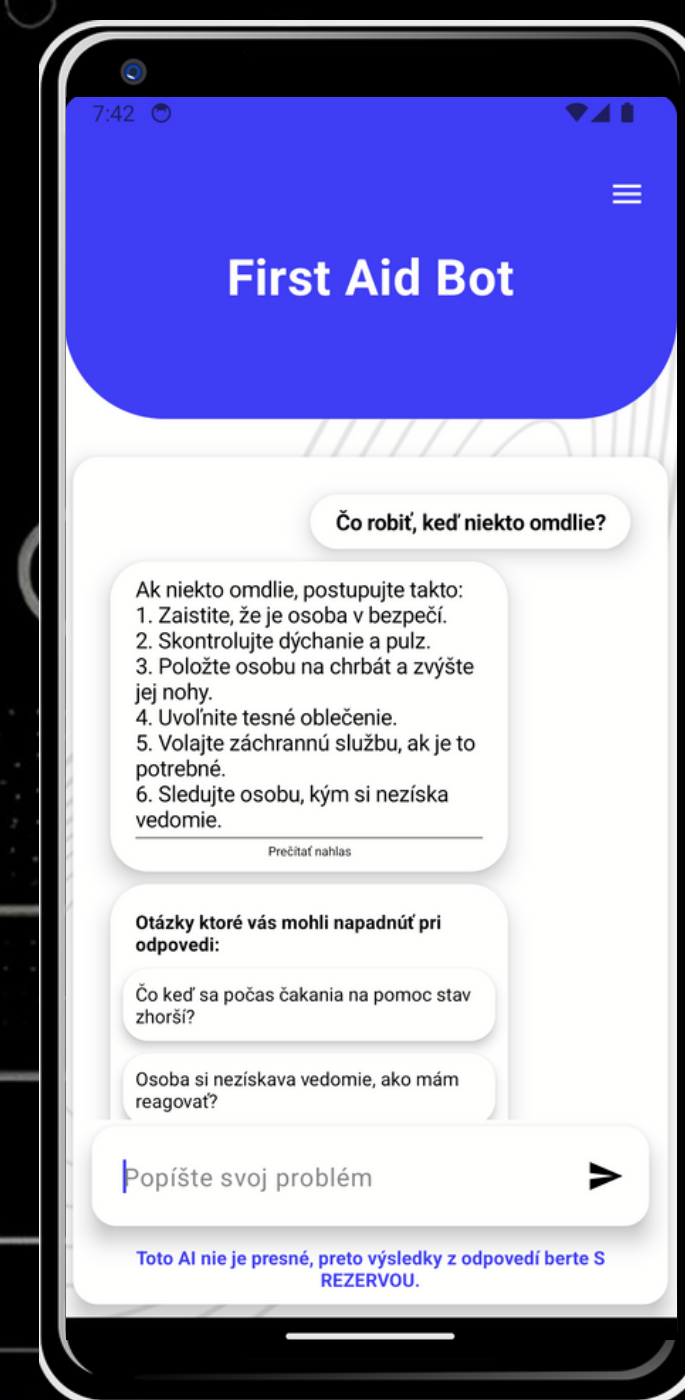 7:42
First Aid Bot
Čo robiť, keď niekto omdlie?
Ak niekto omdlie, postupujte takto:
1. Zaistite, že je osoba v bezpečí.
2. Skontrolujte dýchanie a pulz.
3. Položte osobu na chrbát a zvýšte
jej nohy.
4. Uvoľnite tesné oblečenie.
5. Volajte záchrannú službu, ak je to
potrebné.
6. Sledujte osobu, kým si nezíska
vedomie.
Prečítať nahlas
Otázky ktoré vás mohli napadnúť pri
odpovedi:
Čo keď sa počas čakania na pomoc stav
zhorší?
Osoba si nezískava vedomie, ako mám
reagovať?
Popíšte svoj problém
Toto AI nie je presné, preto výsledky z odpovedí berte S
REZERVOU.